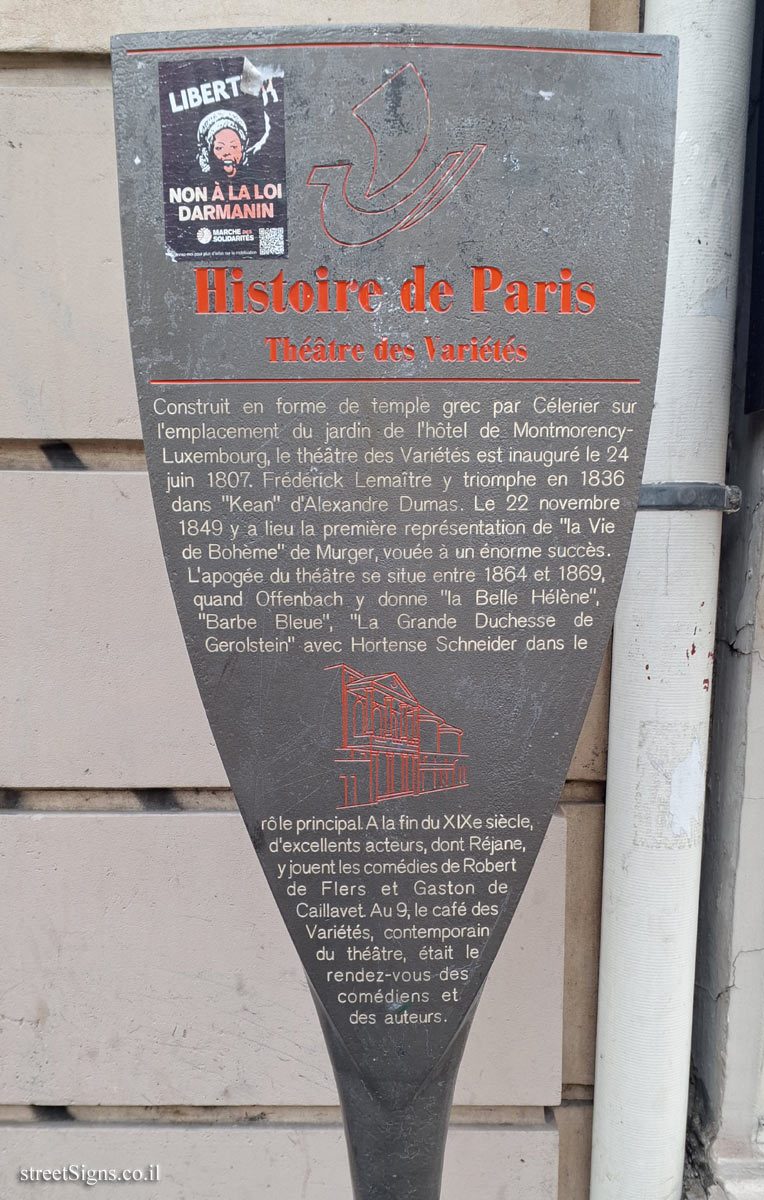 NON À LA LOI
DARMANIN
MARCHE DES
SOLIDARITÉS
Histoire de Paris
Théâtre des Variétés
Construit en forme de temple grec par Célerier sur
l'emplacement du jardin de l'hôtel de Montmorency-
Luxembourg, le théâtre des Variétés est inauguré le 24
juin 1807. Frédérick Lemaître y triomphe en 1836
dans "Kean" d'Alexandre Dumas. Le 22 novembre
1849 y a lieu la première représentation de "la Vie
de Bohème" de Murger, vouée à un énorme succès.
L'apogée du théâtre se situe entre 1864 et 1869,
quand Offenbach y donne "la Belle Hélène",
"Barbe Bleue", "La Grande Duchesse de
Gerolstein" avec Hortense Schneider dans le
rôle principal. A la fin du XIXe siècle,
d'excellents acteurs, dont Réjane,
y jouent les comédies de Robert
de Flers et Gaston de
Caillavet. Au 9, le café des
Variétés, contemporain
du théâtre, était le
rendez-vous des
comédiens et
des auteurs.
streetSigns.co.il